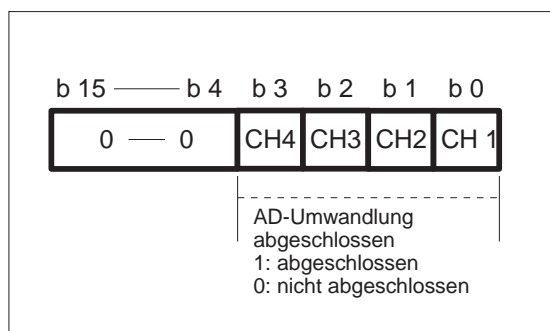 b 15 b 4 b 3 b 2 b 1 b 0
0 — 0 CH4 CH3 CH2 CH 1
AD-Umwandlung
abgeschlossen
1: abgeschlossen
0: nicht abgeschlossen